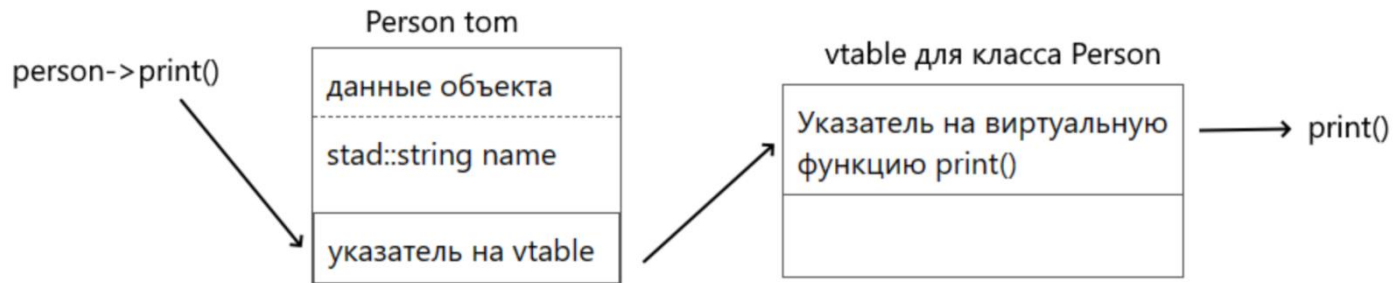 Person tom
person->print()
данные объекта
stad::string name
указатель на vtable
vtable для класса Person
Указатель на виртуальную
функцию print()
print()